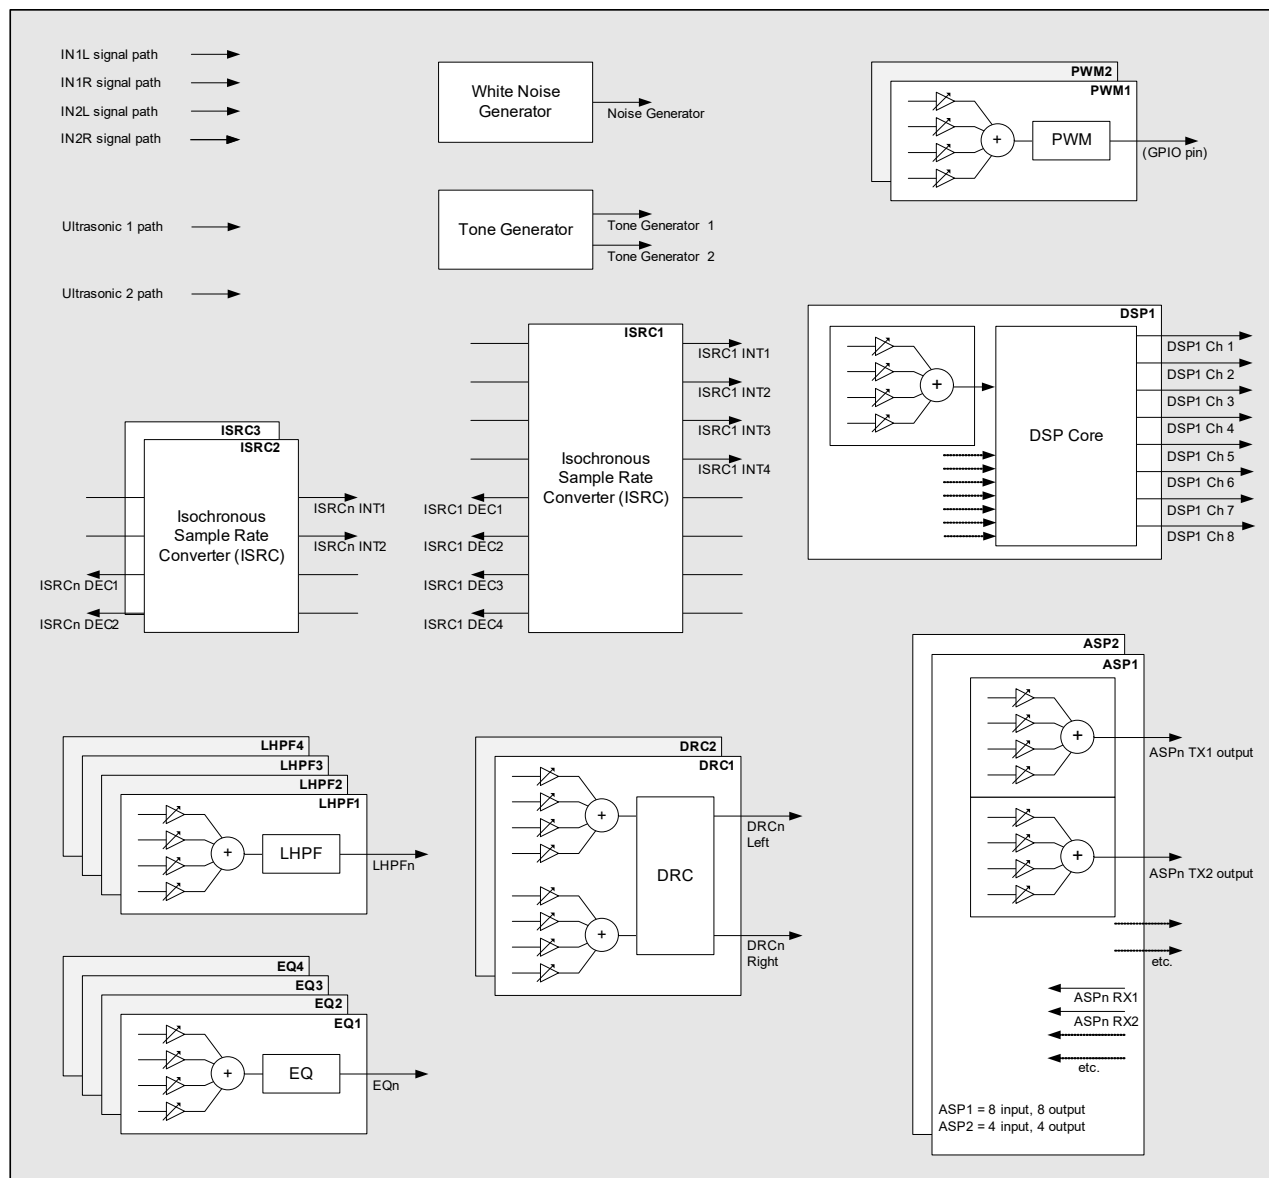 IN1L signal path
IN1R signal path
IN2L signal path
IN2R signal path
Ultrasonic 1 path
Ultrasonic 2 path
White Noise
Generator
Noise Generator
Tone Generator
Tone Generator 1
Tone Generator 2
PWM2
PWM1
+
PWM
(GPIO pin)
ISRC3
ISRC2
Isochronous
Sample Rate
Converter (ISRC)
ISRCn INT1
ISRCn INT2
ISRCn DEC1
ISRCn DEC2
ISRC1
Isochronous
Sample Rate
Converter (ISRC)
ISRC1 INT1
ISRC1 INT2
ISRC1 INT3
ISRC1 INT4
ISRC1 DEC1
ISRC1 DEC2
ISRC1 DEC3
ISRC1 DEC4
DSP1
+
DSP Core
DSP1 Ch 1
DSP1 Ch 2
DSP1 Ch 3
DSP1 Ch 4
DSP1 Ch 5
DSP1 Ch 6
DSP1 Ch 7
DSP1 Ch 8
LHPF4
LHPF3
LHPF2
LHPF1
+
LHPF
LHPFn
EQ4
EQ3
EQ2
EQ1
+
EQ
EQn
DRC2
DRC1
+
+
DRC
DRCn
Left
DRCn
Right
ASP2
ASP1
+
ASPn TX1 output
+
ASPn TX2 output
etc.
ASPn RX1
ASPn RX2
etc.
ASP1 = 8 input, 8 output
ASP2 = 4 input, 4 output